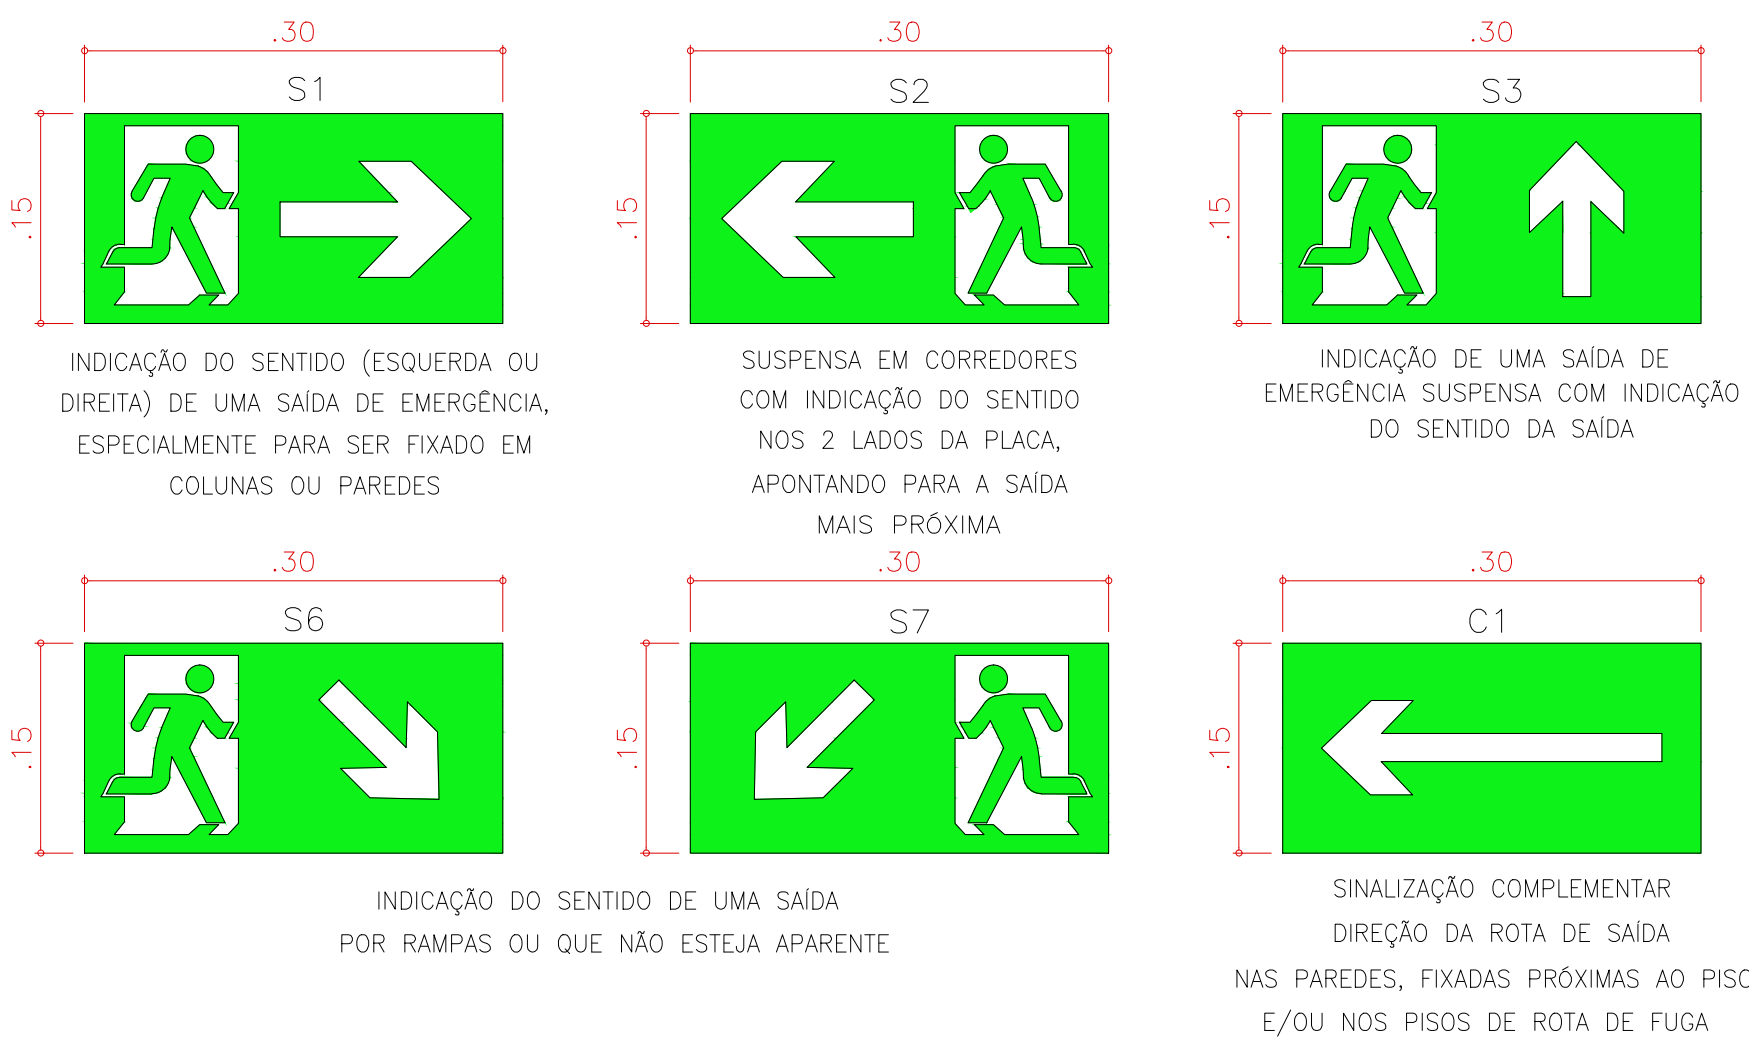 .30
S1
.15
INDICAÇÃO DO SENTIDO (ESQUERDA OU
DIREITA) DE UMA SAÍDA DE EMERGÊNCIA,
ESPECIALMENTE PARA SER FIXADO EM
COLUNAS OU PAREDES
.30
S2
.15
SUSPENSA EM CORREDORES
COM INDICAÇÃO DO SENTIDO
NOS 2 LADOS DA PLACA,
APONTANDO PARA A SAÍDA
MAIS PRÓXIMA
.30
S3
.15
INDICAÇÃO DE UMA SAÍDA DE
EMERGÊNCIA SUSPENSA COM INDICAÇÃO
DO SENTIDO DA SAÍDA
.30
S6
.15
.30
S7
.15
INDICAÇÃO DO SENTIDO DE UMA SAÍDA
POR RAMPAS OU QUE NÃO ESTEJA APARENTE
.30
C1
.15
SINALIZAÇÃO COMPLEMENTAR
DIREÇÃO DA ROTA DE SAÍDA
NAS PAREDES, FIXADAS PRÓXIMAS AO PISO
E/OU NOS PISOS DE ROTA DE FUGA